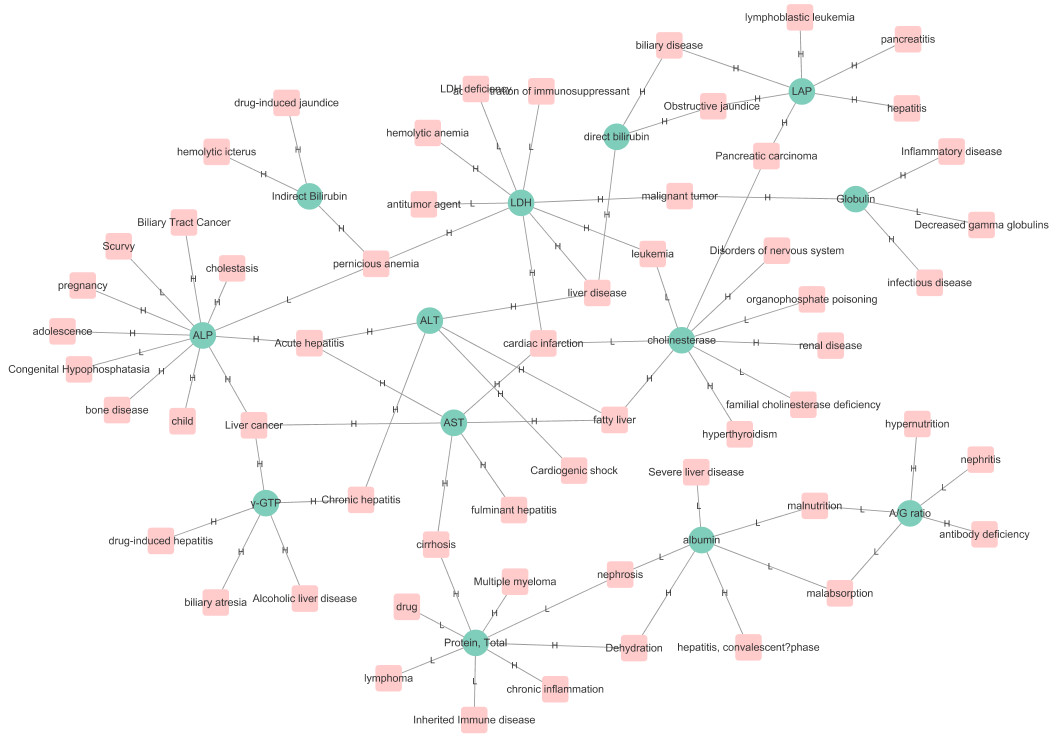 lymphoblastic leukemia
pancreatitis
biliary disease
H
H
H
H
LDH deficiency
tration of immunosuppressant
LAP
H
H
drug-induced jaundice
Obstructive jaundice
hepatitis
H
H
hemolytic anemia
direct bilirubin
L
L
H
hemolytic icterus
Pancreatic carcinoma
Inflammatory disease
H
H
H
H
Indirect Bilirubin
antitumor agent
L
LDH
H
malignant tumor
H
Globulin
L
Decreased gamma globulins
Biliary Tract Cancer
H
H
H
H
H
Scurvy
cholestasis
pernicious anemia
H
leukemia
Disorders of nervous system
H
L
H
H
H
infectious disease
pregnancy
liver disease
L
H
organophosphate poisoning
H
L
H
L
L
adolescence
H
ALP
H
Acute hepatitis
H
ALT
cardiac infarction
L
cholinesterase
H
renal disease
L
Congenital Hypophosphatasia
H
H
H
H
H
H
H
H
L
bone disease
child
Liver cancer
H
H
AST
H
H
fatty liver
H
familial cholinesterase deficiency
hyperthyroidism
hypernutrition
H
H
H
Cardiogenic shock
Severe liver disease
H
nephritis
H
L
γ-GTP
H
Chronic hepatitis
fulminant hepatitis
L
malnutrition
L
A/G ratio
H
antibody deficiency
H
L
drug-induced hepatitis
cirrhosis
albumin
H
H
L
L
L
nephrosis
Multiple myeloma
H
H
H
malabsorption
biliary atresia
Alcoholic liver disease
drug
H
L
L
Protein, Total
H
Dehydration
hepatitis, convalescent?phase
L
H
lymphoma
L
chronic inflammation
Inherited Immune disease